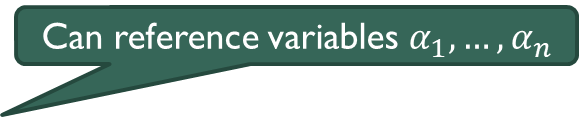 Can reference variables 𝛼₁, … , 𝛼ₙ